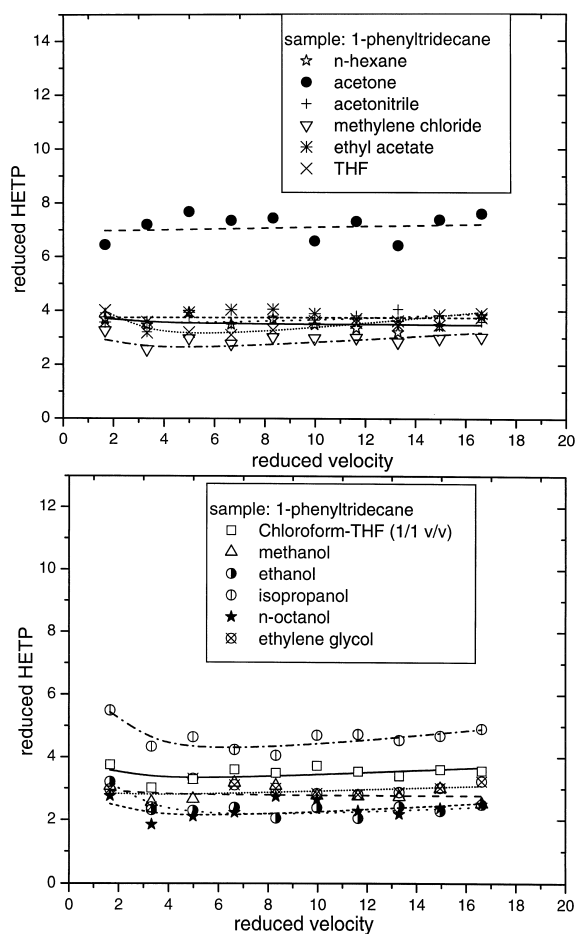 14
12
10
8
6
4
2
0
reduced HETP
sample: 1-phenyltridecane
n-hexane
acetone
acetonitrile
methylene chloride
ethyl acetate
THF
0 2 4 6 8 10 12 14 16 18 20
reduced velocity
12
10
8
6
4
2
0
reduced HETP
sample: 1-phenyltridecane
Chloroform-THF (1/1 v/v)
methanol
ethanol
isopropanol
n-octanol
ethylene glycol
0 2 4 6 8 10 12 14 16 18 20
reduced velocity